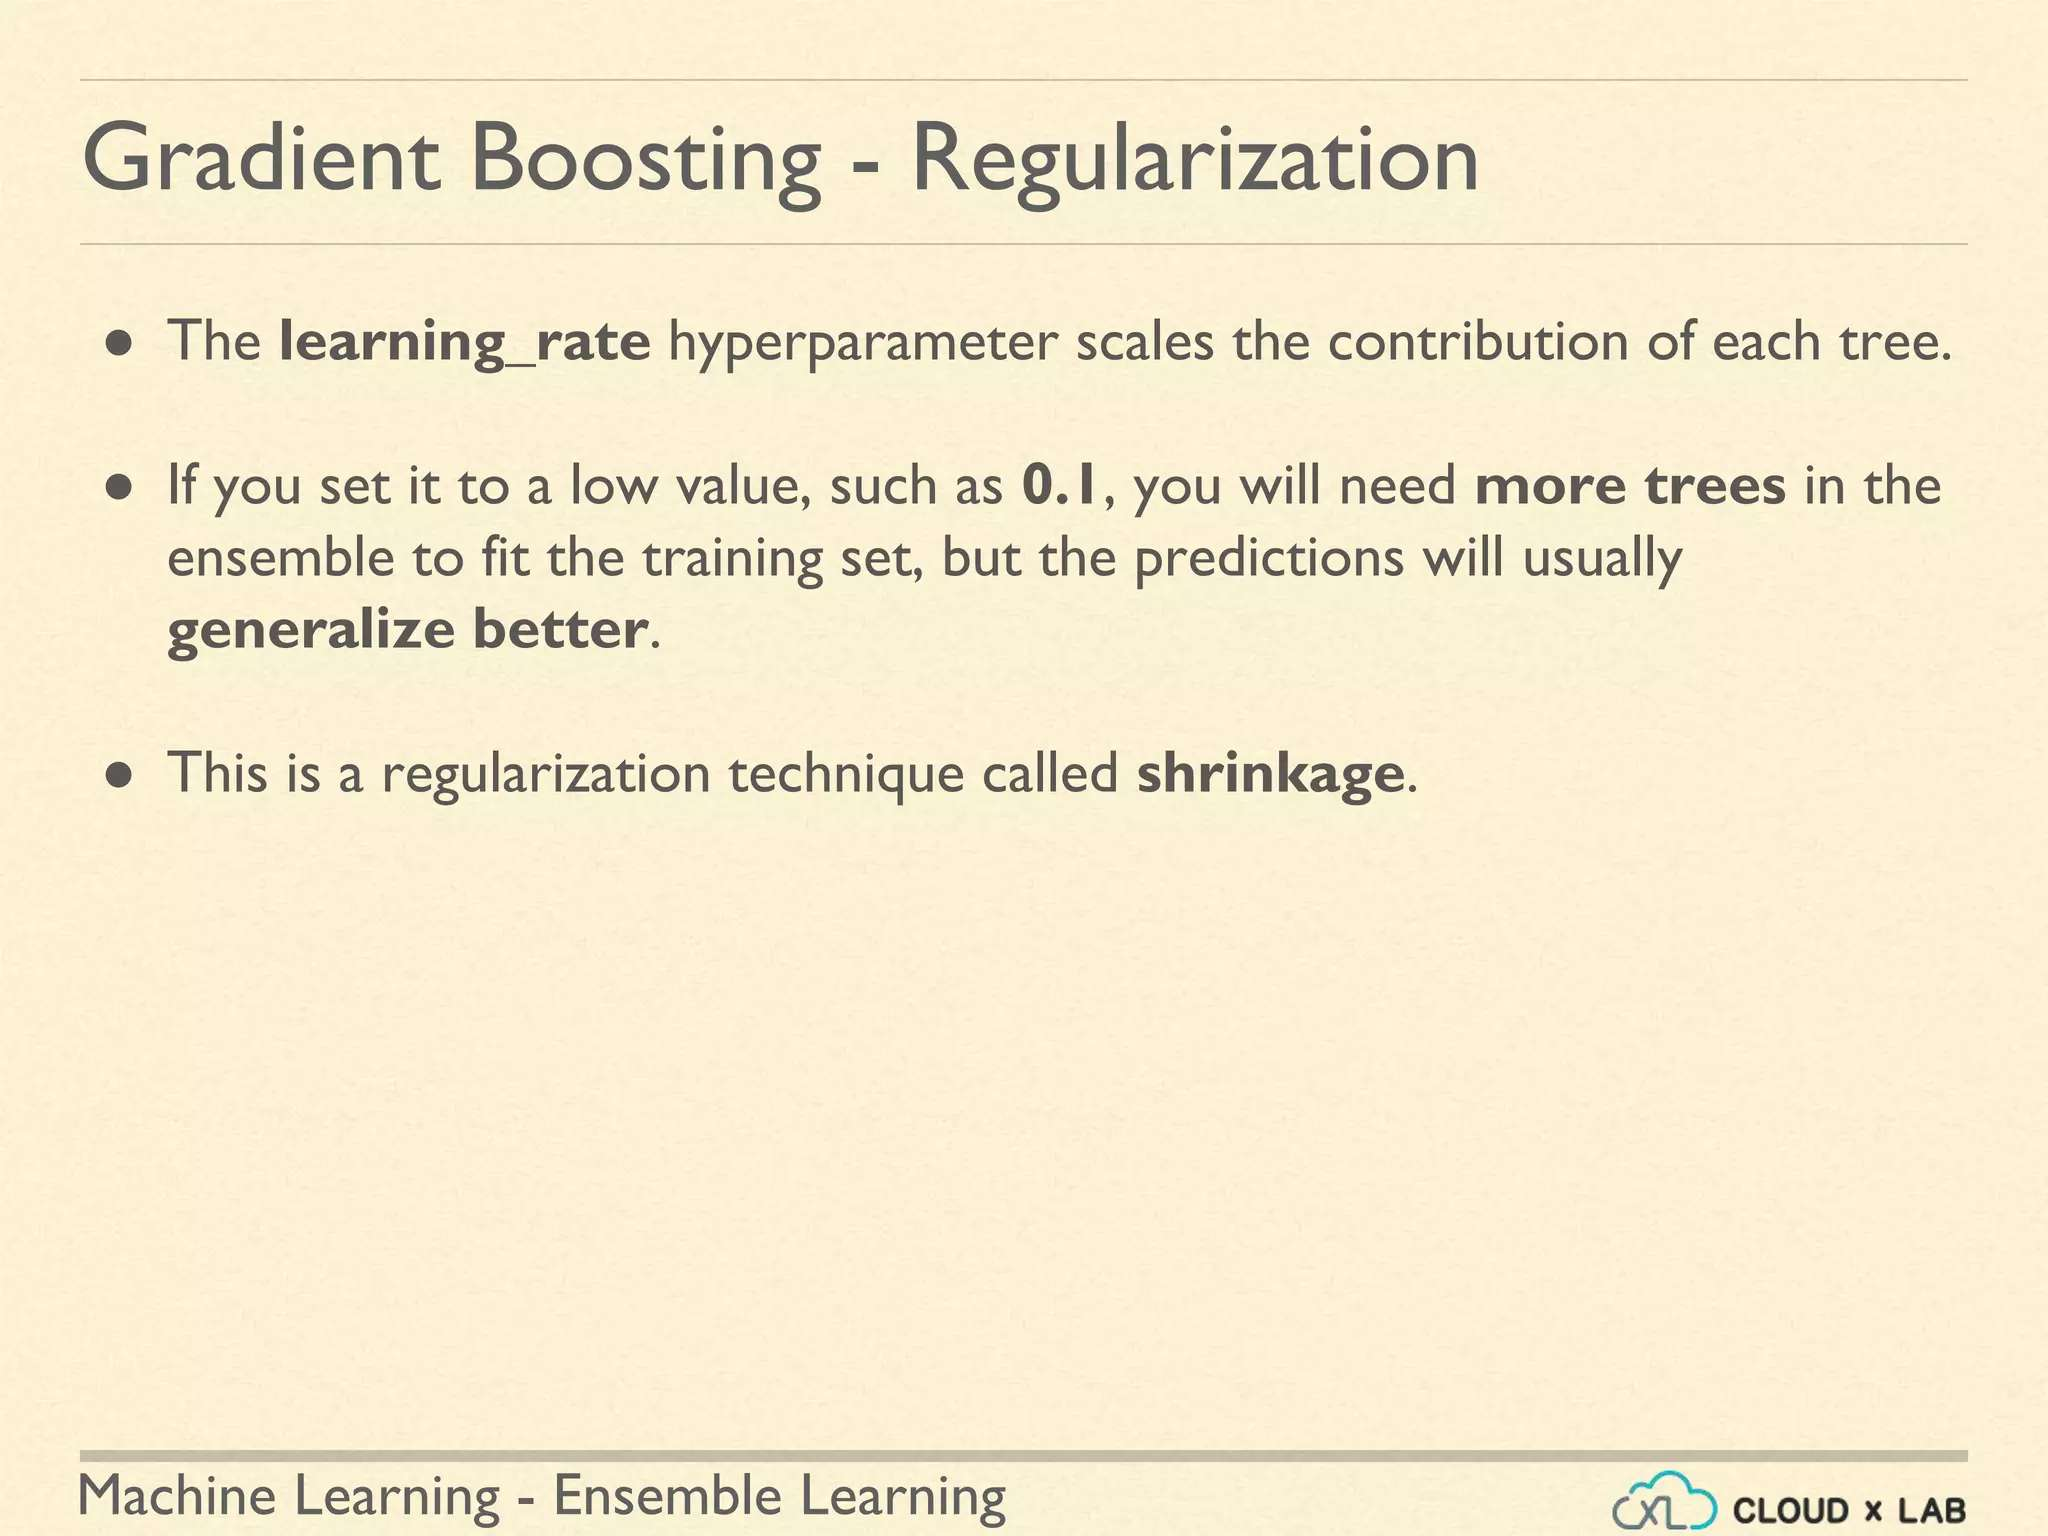 Gradient Boosting - Regularization
● The learning_rate hyperparameter scales the contribution of each tree.
● If you set it to a low value, such as 0.1, you will need more trees in the
ensemble to fit the training set, but the predictions will usually
generalize better.
● This is a regularization technique called shrinkage.
Machine Learning - Ensemble Learning
CXL CLOUD x LAB